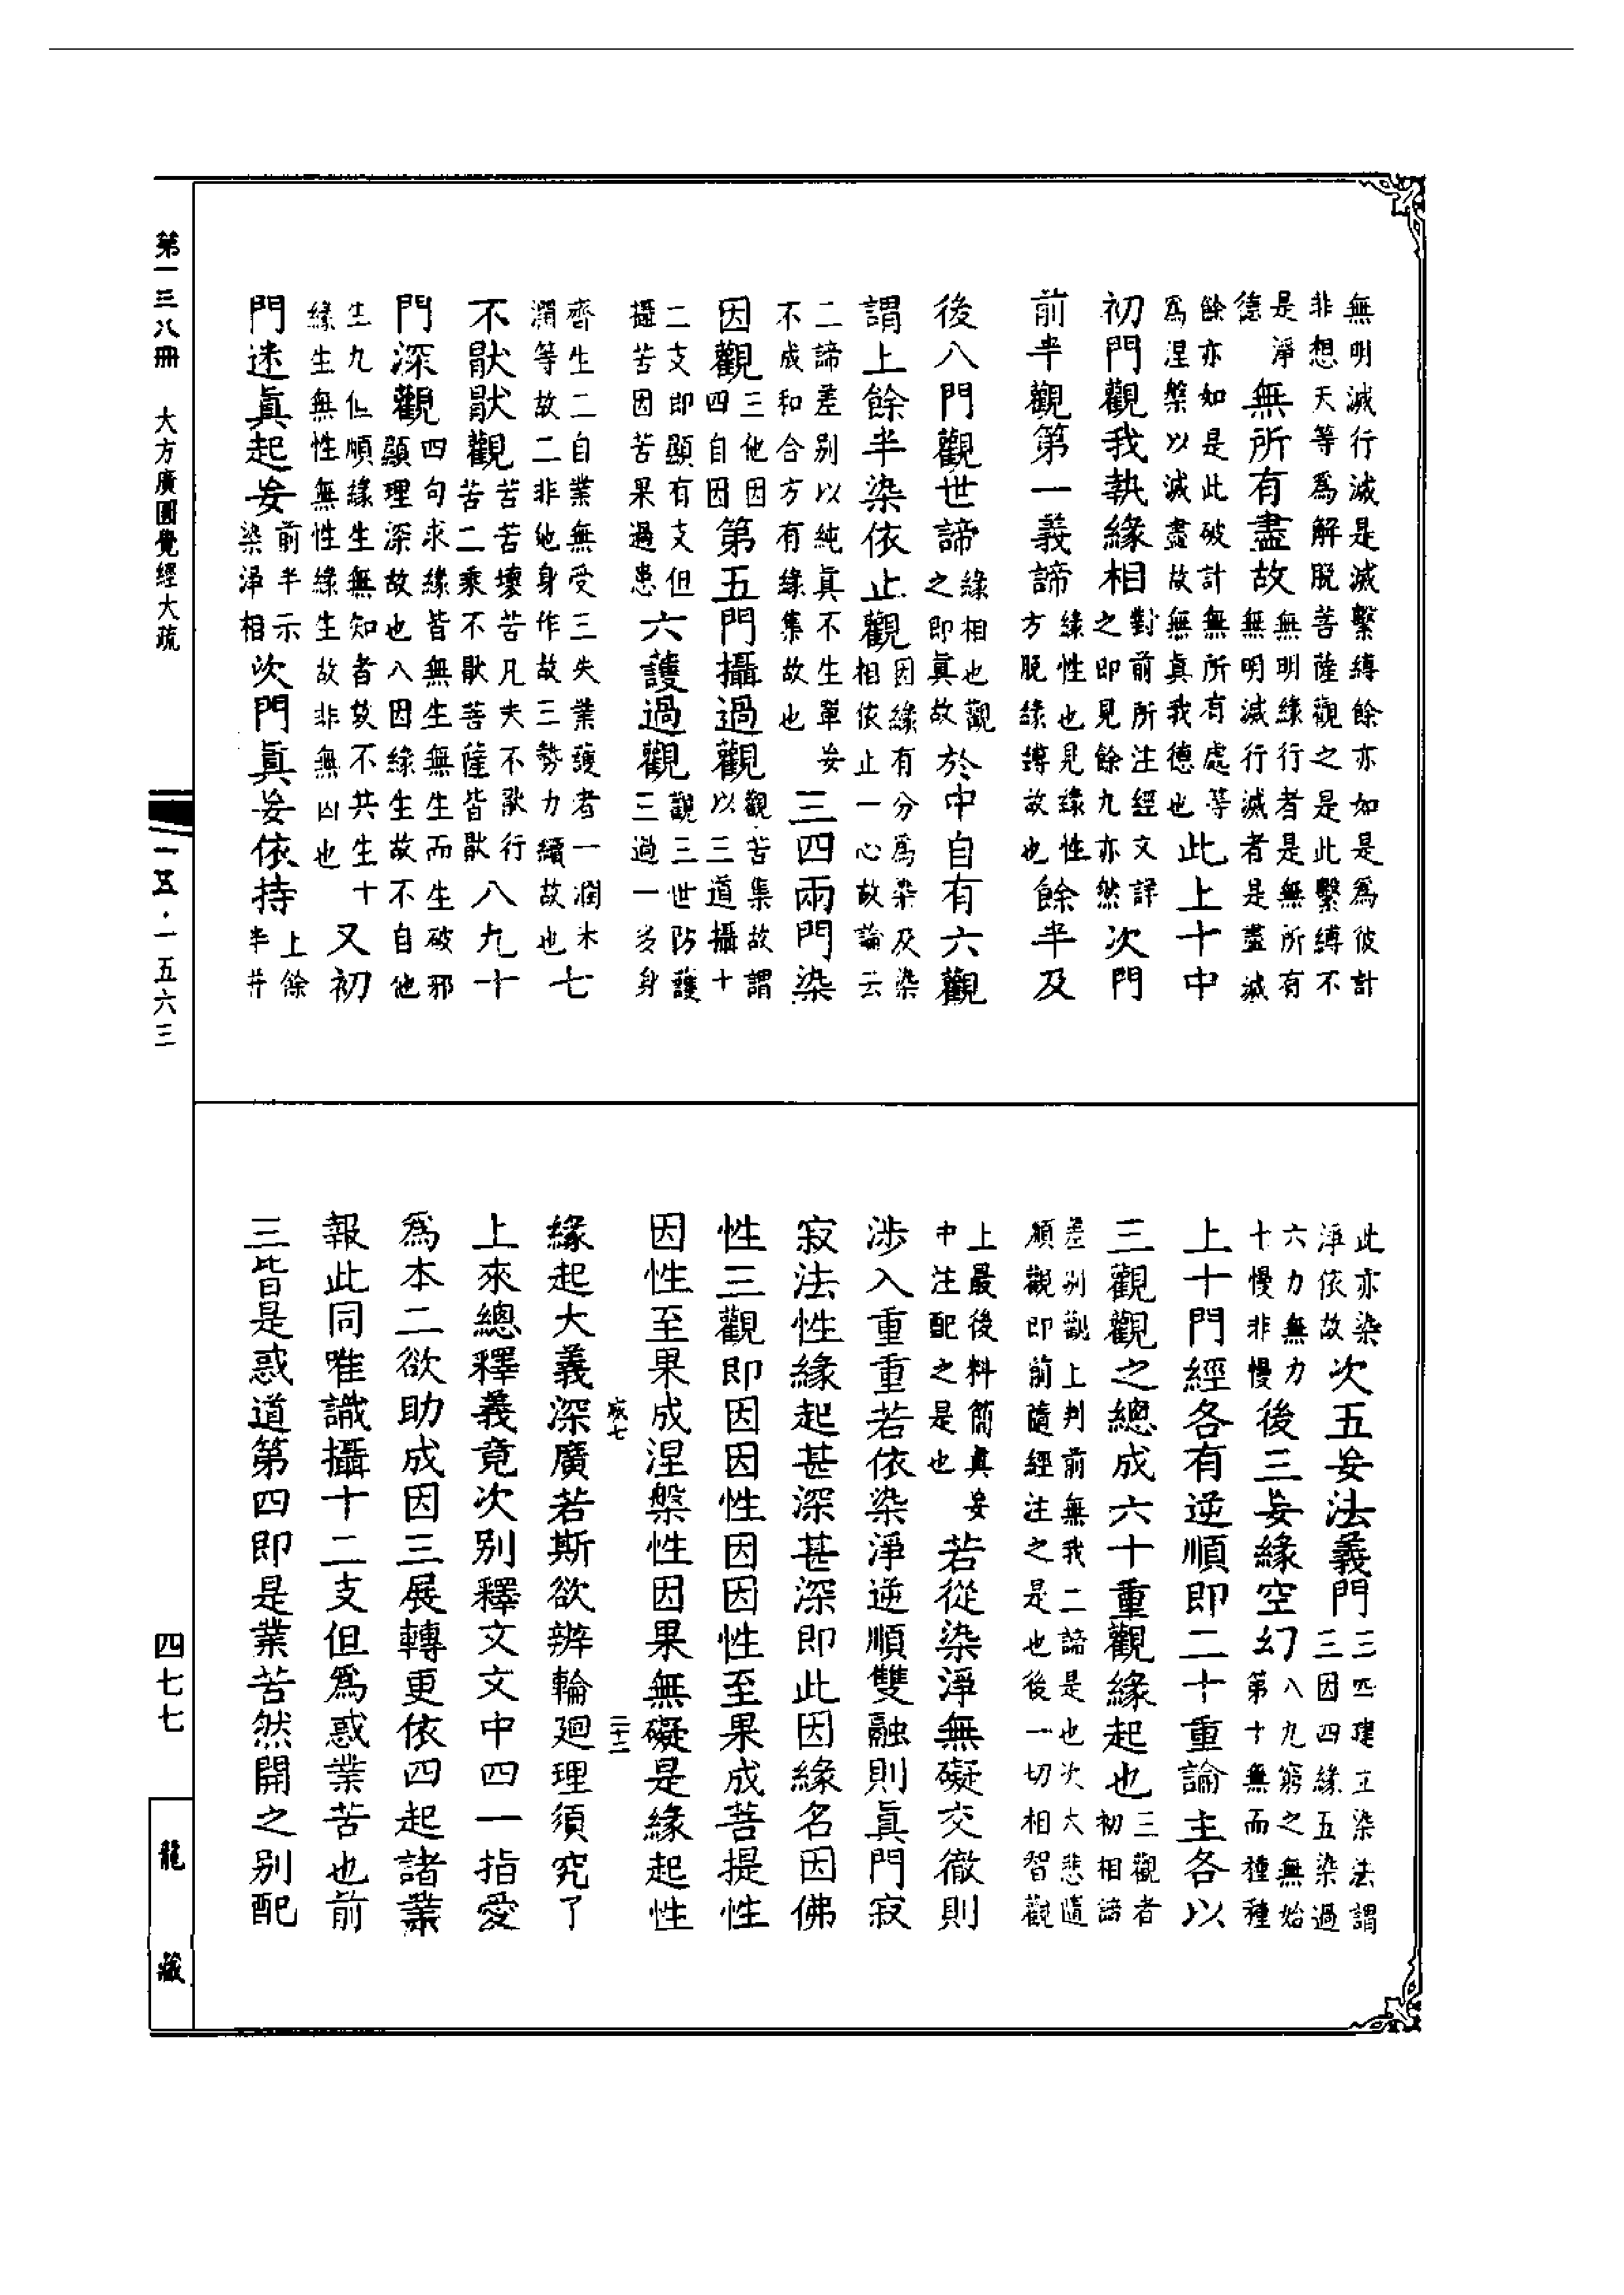 無明滅行滅是滅繫縛餘亦如是爲彼計
非想天等爲解脫菩薩觀之是此繫縛不
是淨
德
無所有盡故
無明緣行行者是無所有
無明滅行滅者是盡滅
餘亦如是此破計無所有處等
爲涅槃以滅盡故無眞我德也
此上十中
初門觀我執緣相
對前所注經文詳
之即見餘九亦然
次門
前半觀第一義諦
緣性也見緣性
方脫緣縛故也
餘半及
後八門觀世諦
緣相也觀
之即眞故
於中自有六觀
謂上餘半染依止觀
因緣有分爲染及染
相依止一心故論云
二諦差別以純眞不生單妄
不成和合方有緣集故也
三四兩門染
因觀
三他因
四自因
第五門攝過觀
觀苦集故謂
以三道攝十
二支即顯有支但
攝苦因苦果過患
六護過觀
觀三世防護
三過一多身
齊生二自業無受三失業護者一潤未
潤等故二非他身作故三勢力續故也
七
不猒猒觀
苦苦壞苦凡夫不猒行
苦二乘不猒菩薩皆猒
八九十
門深觀
四句求緣皆無生無生而生破邪
顯理深故也八因緣生故不自他
生九但順緣生無知者故不共生十
緣生無性無性緣生故非無因也
又初
門迷眞起妄
前半示
染淨相
次門眞妄依持
上餘
半并
此亦染
淨依故
次五妄法義門
三四建立染法謂
三因四緣五染過
六力無力
十慢非慢
後三妄緣空幻
八九窮之無始
第十無而種種
上十門經各有逆順即二十重論主各以
三觀觀之總成六十重觀緣起也
三觀者
初相諦
差別觀上判前無我二諦是也次大悲隨
順觀即前隨經注之是也後一切相智觀
上最後料簡眞妄
中注配之是也
若從染淨無礙交徹則
涉入重重若依染淨逆順雙融則眞門寂
寂法性緣起甚深甚深即此因緣名因佛
性三觀即因因性因因性至果成菩提性
因性至果成涅槃性因果無礙是緣起性
緣起大義深廣若斯欲辨輪廻理須究了
上來總釋義竟次別釋文文中四一指愛
爲本二欲助成因三展轉更依四起諸業
報此同唯識攝十二支但爲惑業苦也前
三皆是惑道第四即是業苦然開之別配
第一三八冊
大方廣圓覺經大疏
一五五·一五六三
四七七
龍藏